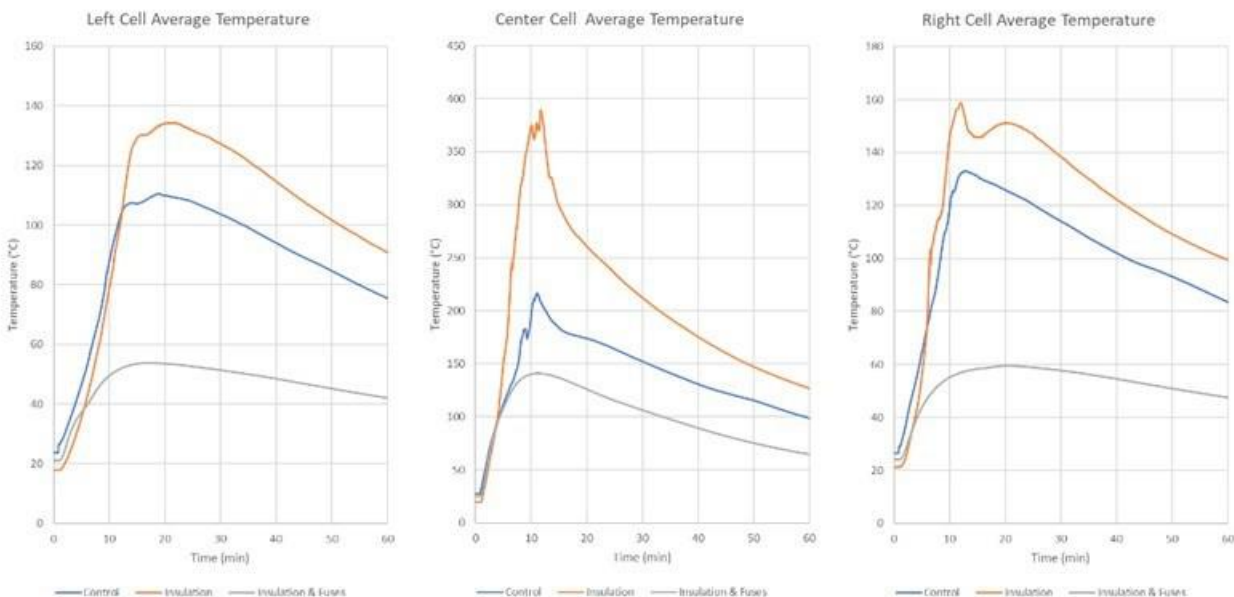 Left Cell Average Temperature
160
140
120
100
80
60
40
20
0
Temperature (°C)
0 10 20 30 40 50 60
Time (min)
Control Insulation Insulation & Fuses
Center Cell Average Temperature
450
400
350
300
250
200
150
100
50
0
Temperature (°C)
0 10 20 30 40 50 60
Time (min)
Control Insulation Insulation & Fuses
Right Cell Average Temperature
180
160
140
120
100
80
60
40
20
0
Temperature (°C)
0 10 20 30 40 50 60
Time (min)
Control Insulation Insulation & Fuses